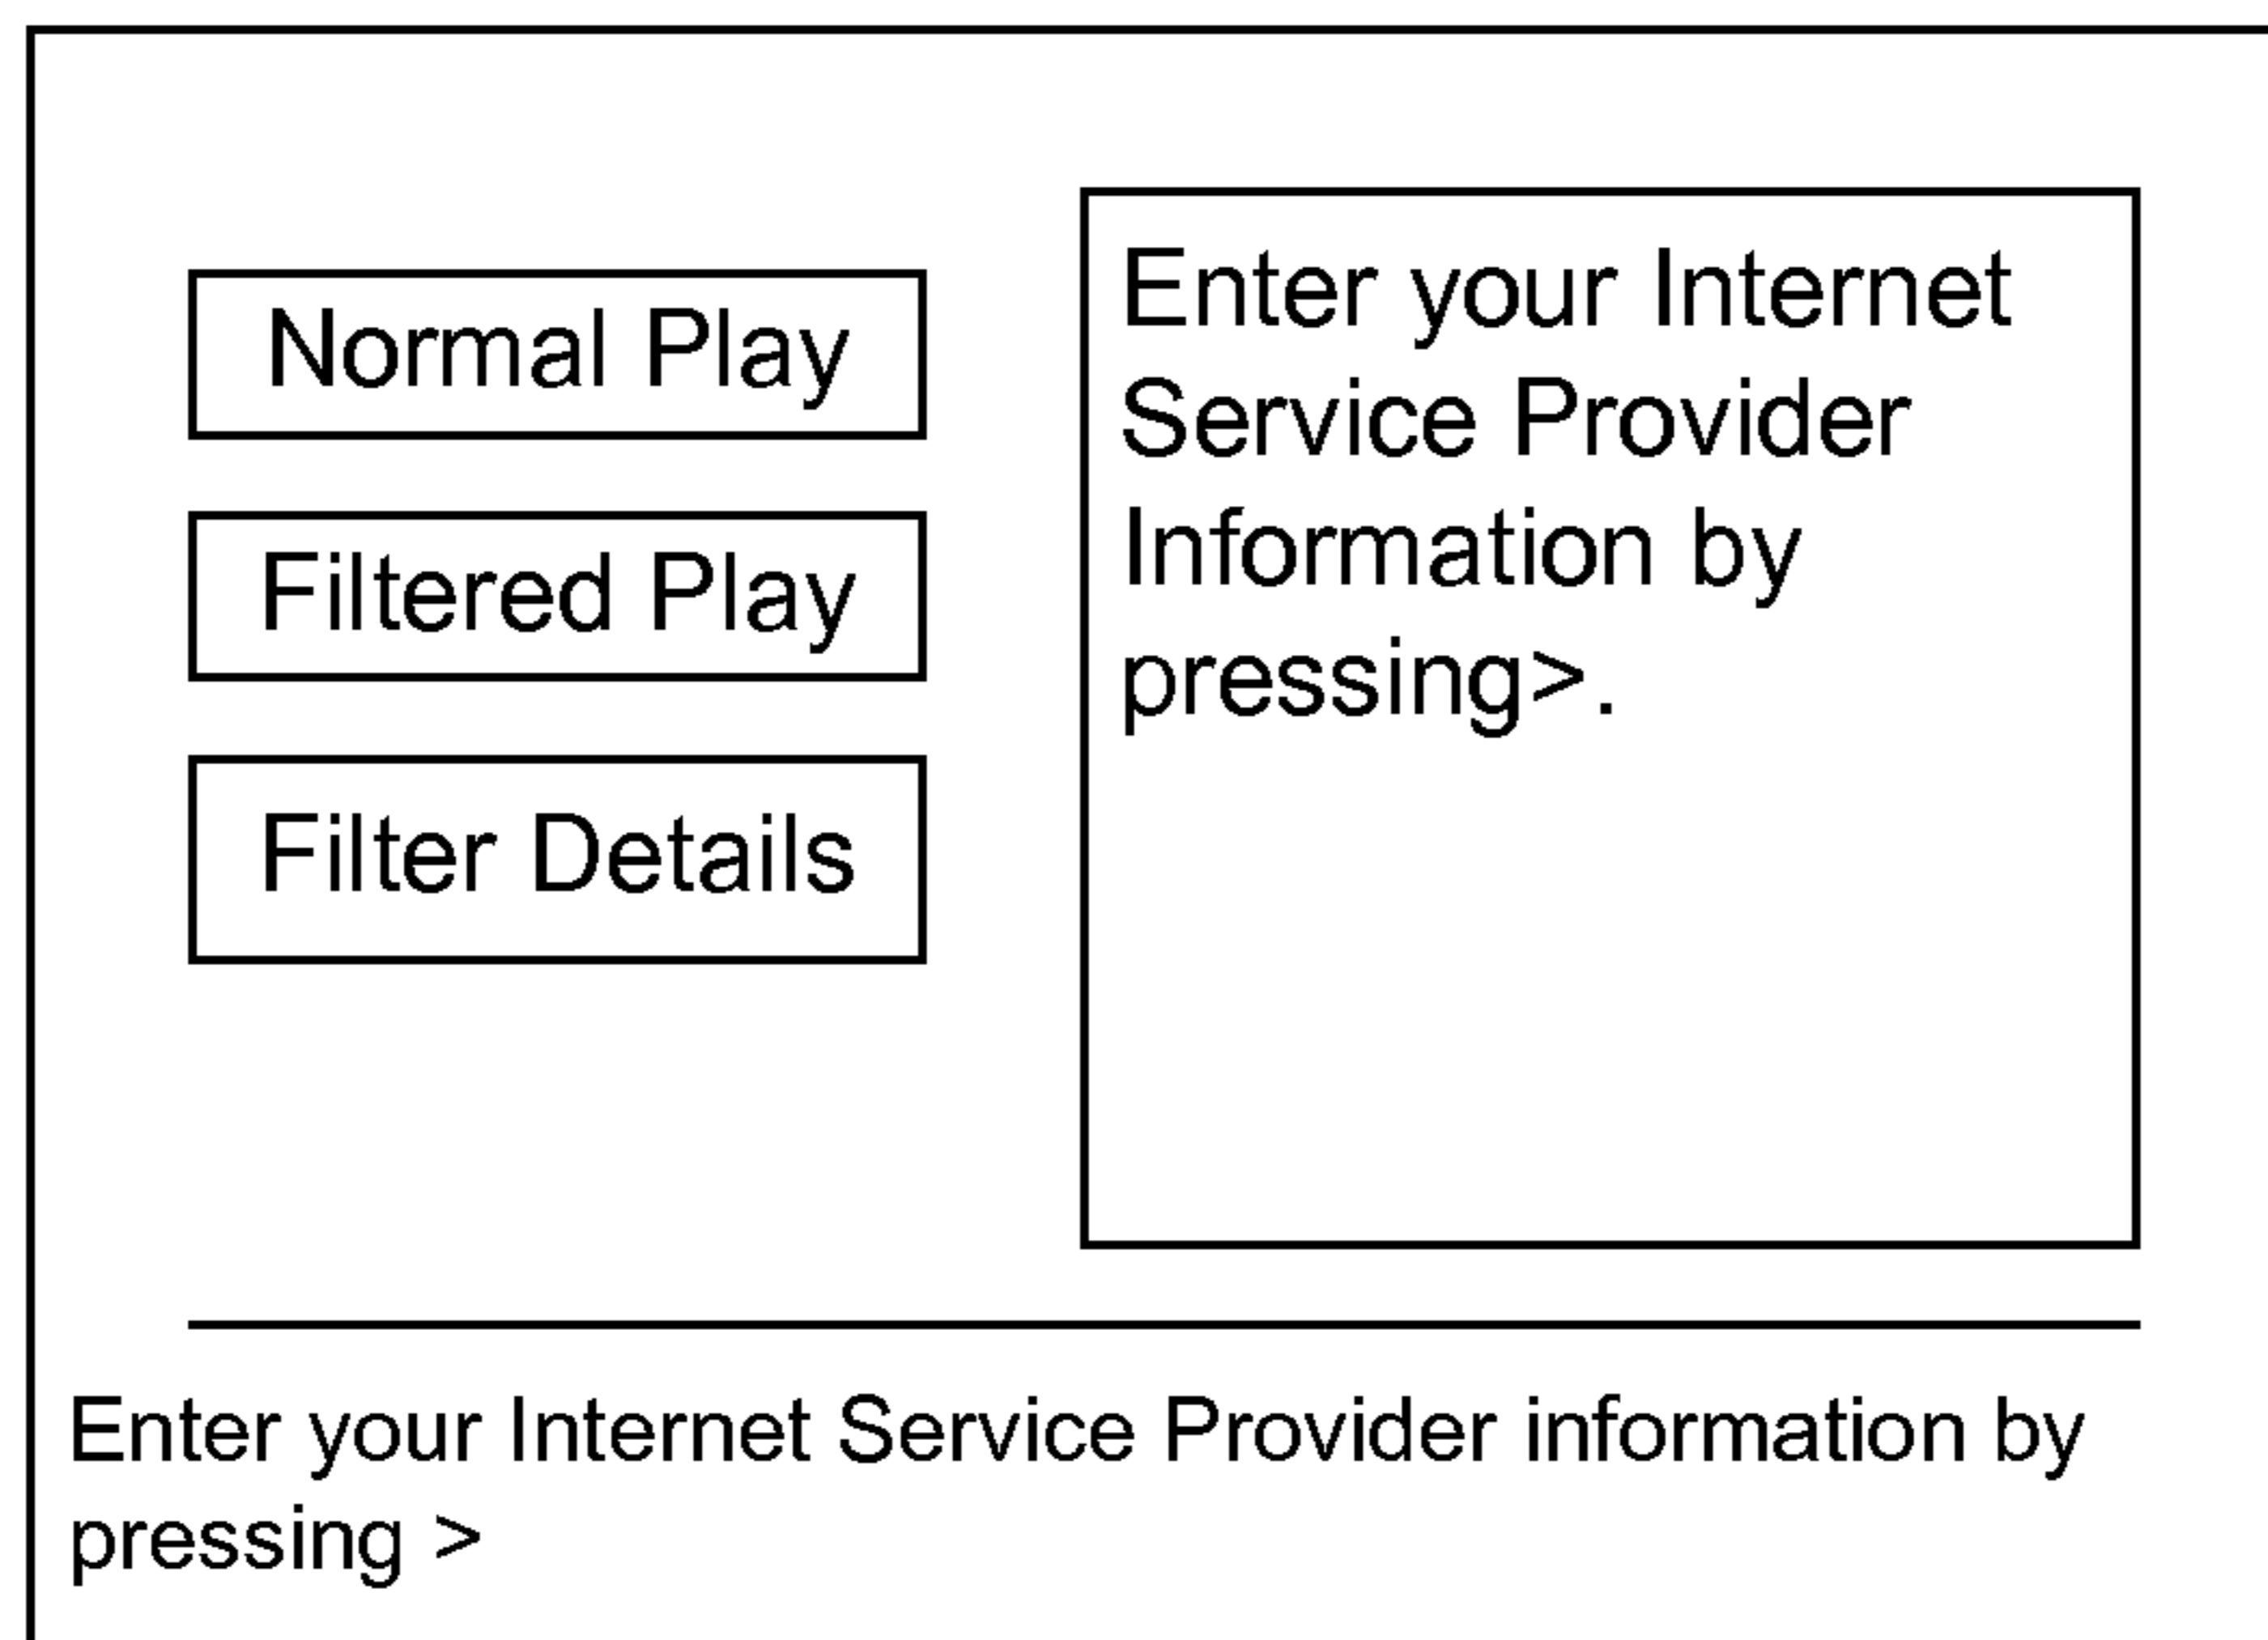 Normal Play
Filtered Play
Filter Details
Enter your Internet
Service Provider
Information by
pressing>.
Enter your Internet Service Provider information by
pressing >